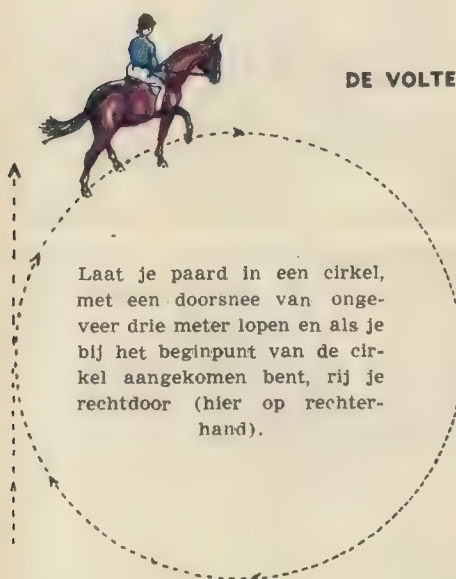 DE VOLTE
Laat je paard in een cirkel,
met een doorsnee van onge-
veer drie meter lopen en als je
bij het beginpunt van de cir-
kel aangekomen bent, rij je
rechtdoor (hier op rechter-
hand).